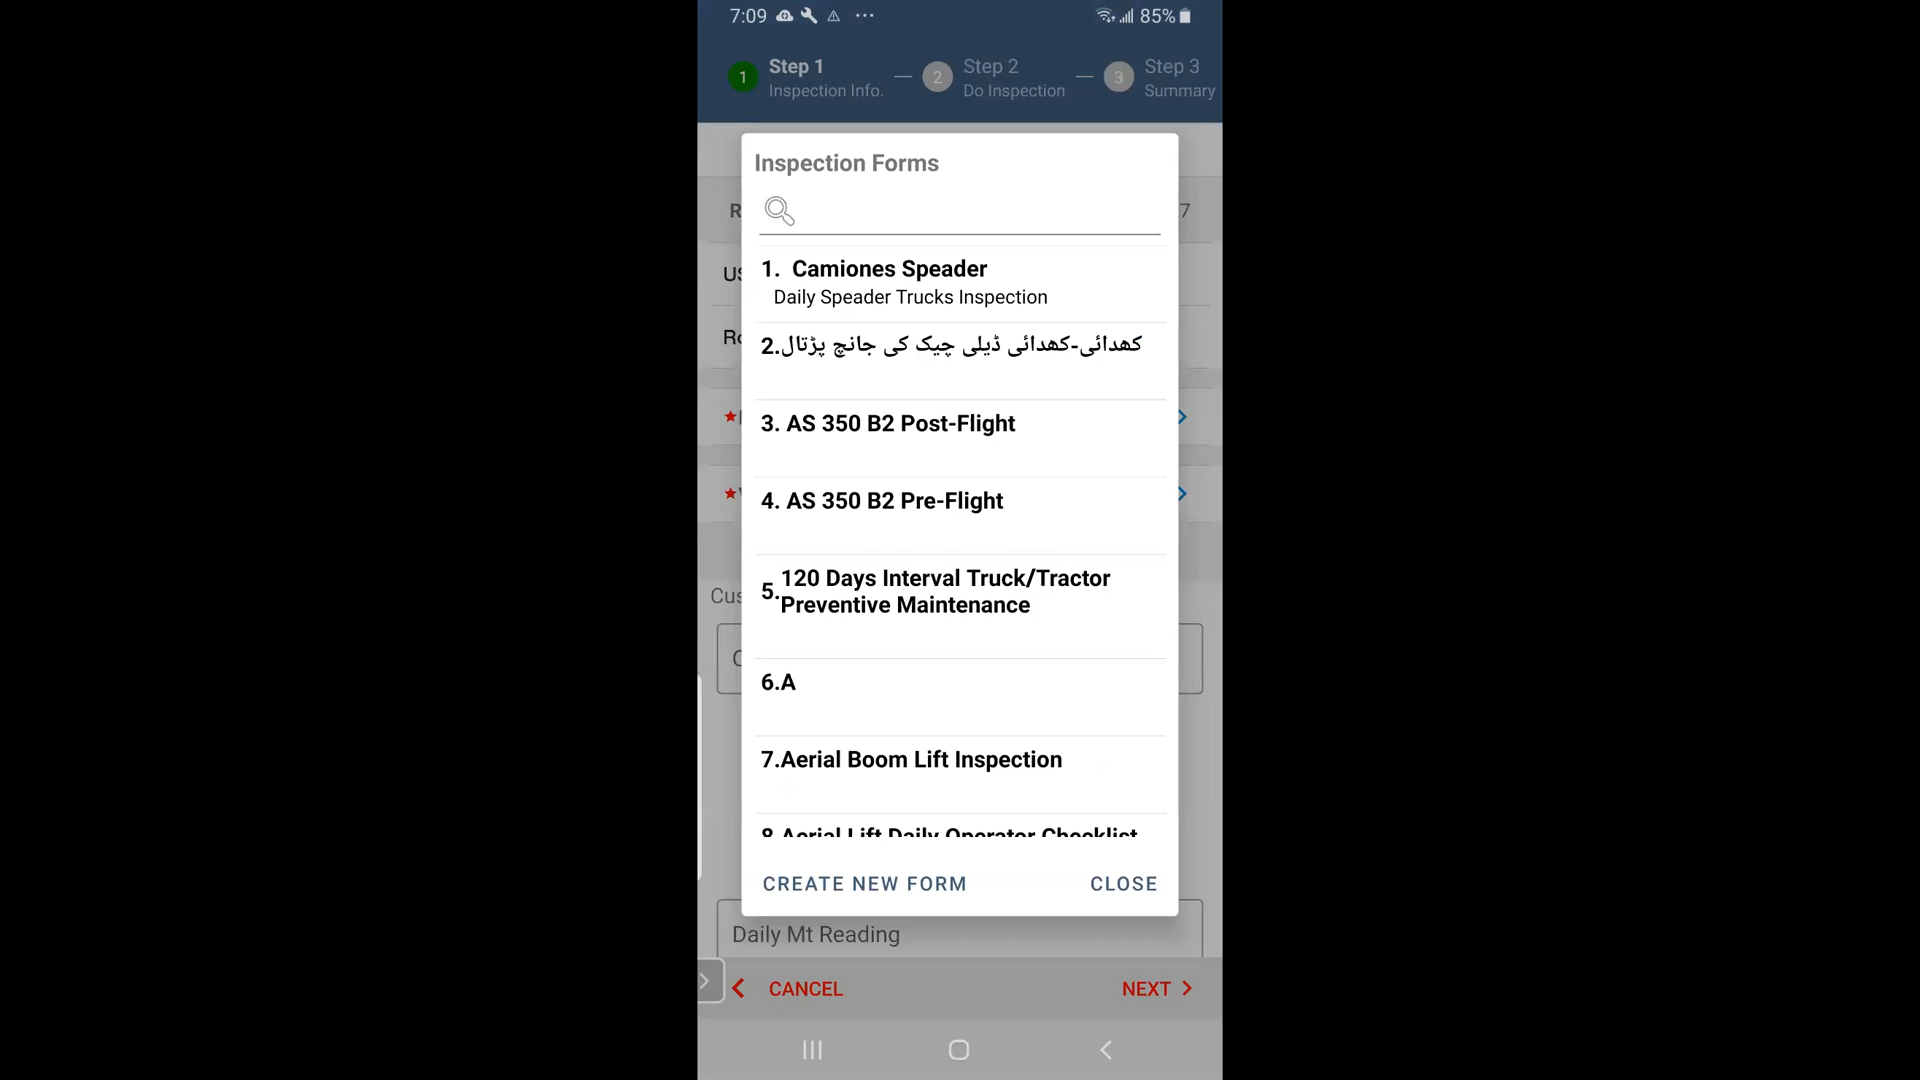 7:09 85%
1 Step 1 2 Step 2 3 Step 3
Inspection Info. Do Inspection Summary
Inspection Forms
1. Camiones Speader
Daily Speader Trucks Inspection
2.کھدائی-کھدائی ڈیلی چیک کی جانچ پڑتال
3. AS 350 B2 Post-Flight
4. AS 350 B2 Pre-Flight
5. 120 Days Interval Truck/Tractor
Preventive Maintenance
6.A
7.Aerial Boom Lift Inspection
8.Aerial Lift Daily Operator Checklist
CREATE NEW FORM CLOSE
Daily Mt Reading
CANCEL NEXT